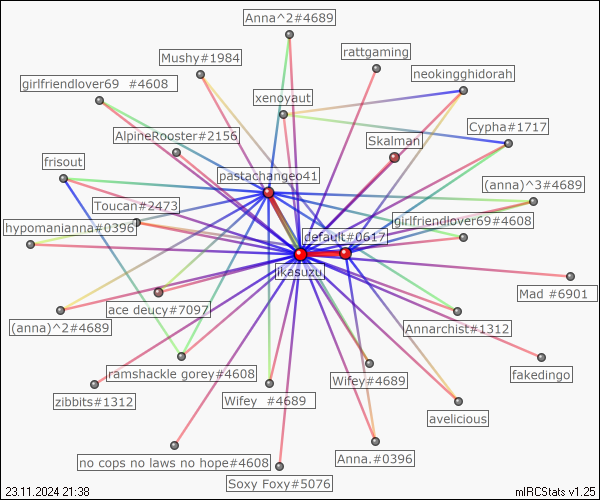 Anna^2#4689
rattgaming
Mushy#1984
neokingghidorah
girlfriendlover69 #4608
xenoyaut
AlpineRooster#2156
Cypha#1717
Skalman
frisout
pastachangeo41
(anna)^3#4689
Toucan#2473
girlfriendlover69#4608
hypomanianna#0396
default#0617
ikasuzu
Mad #6901
ace deucy#7097
(anna)^2#4689
Annarchist#1312
ramshackle gorey#4608
fakedingo
Wifey#4689
zibbits#1312
Wifey #4689
avelicious
no cops no laws no hope#4608
Anna.#0396
Soxy Foxy#5076
23.11.2024 21:38
mIRCStats v1.25